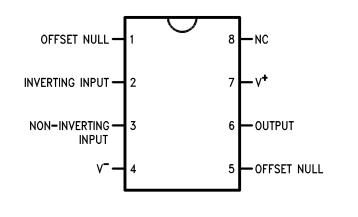 OFFSET NULL 1 8 NC
INVERTING INPUT 2 7 V⁺
NON-INVERTING 3 6 OUTPUT
INPUT
V⁻ 4 5 OFFSET NULL